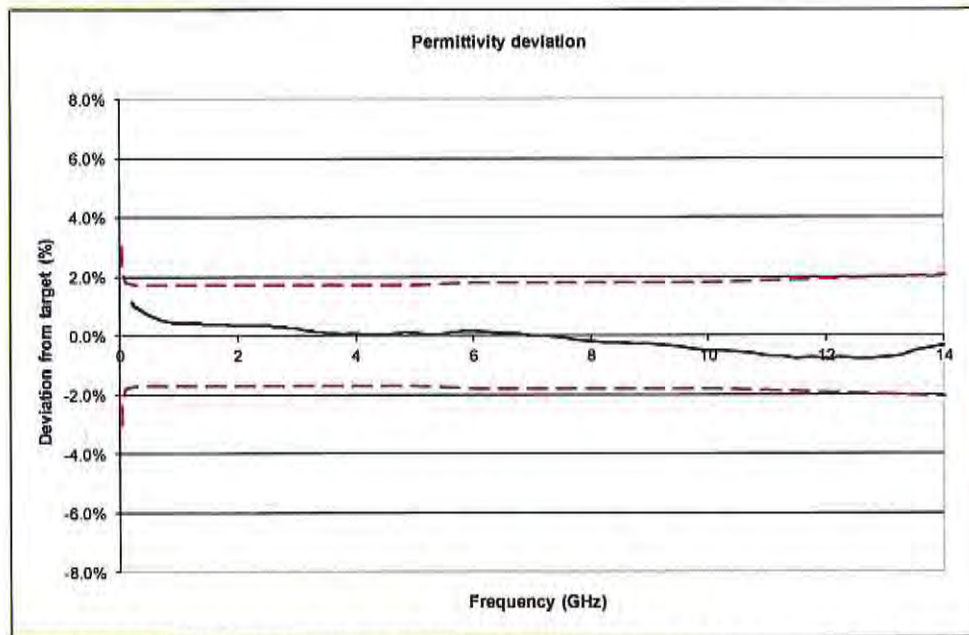 Permittivity deviation
8.0%
6.0%
4.0%
2.0%
0.0%
-2.0%
-4.0%
-6.0%
-8.0%
Deviation from target (%)
0 2 4 6 8 10 12 14
Frequency (GHz)